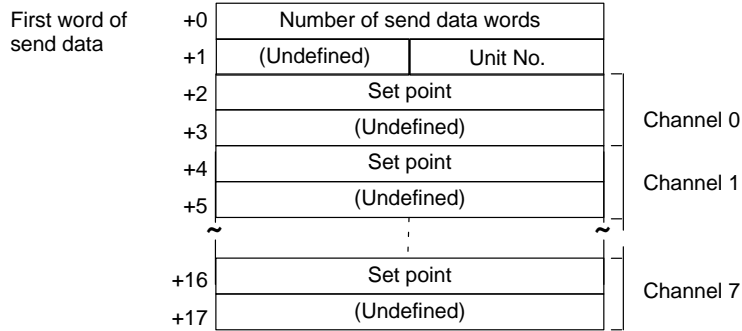 First word of
send data
+0 Number of send data words
+1 (Undefined) Unit No.
+2 Set point
+3 (Undefined)
Channel 0
+4 Set point
+5 (Undefined)
Channel 1
+16 Set point
+17 (Undefined)
Channel 7